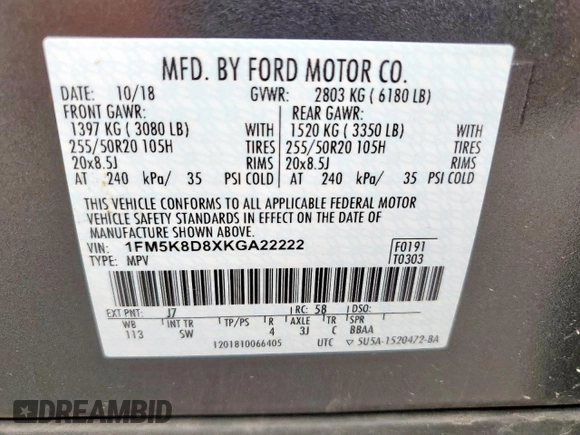 MFD. BY FORD MOTOR CO.
DATE: 10/18 GVWR: 2803 KG ( 6180 LB)
FRONT GAWR: REAR GAWR:
1397 KG ( 3080 LB) WITH 1520 KG ( 3350 LB) WITH
255/50R20 105H TIRES 255/50R20 105H TIRES
20x8.5J RIMS 20x8.5J RIMS
AT 240 kPa/ 35 PSI COLD AT 240 kPa/ 35 PSI COLD
THIS VEHICLE CONFORMS TO ALL APPLICABLE FEDERAL MOTOR
VEHICLE SAFETY STANDARDS IN EFFECT ON THE DATE OF
MANUFACTURE SHOWN ABOVE.
VIN: 1FM5K8D8XKGA22222 F0191
TYPE: MPV T0303
EXT PNT: J7 RC: 58 DSO:
WB INT TR TP/PS R AXLE TR SPR
113 SW 4 3J C BBAA
1201810066405 UTC ▽ 5U5A-1520472-BA
DREAMBID